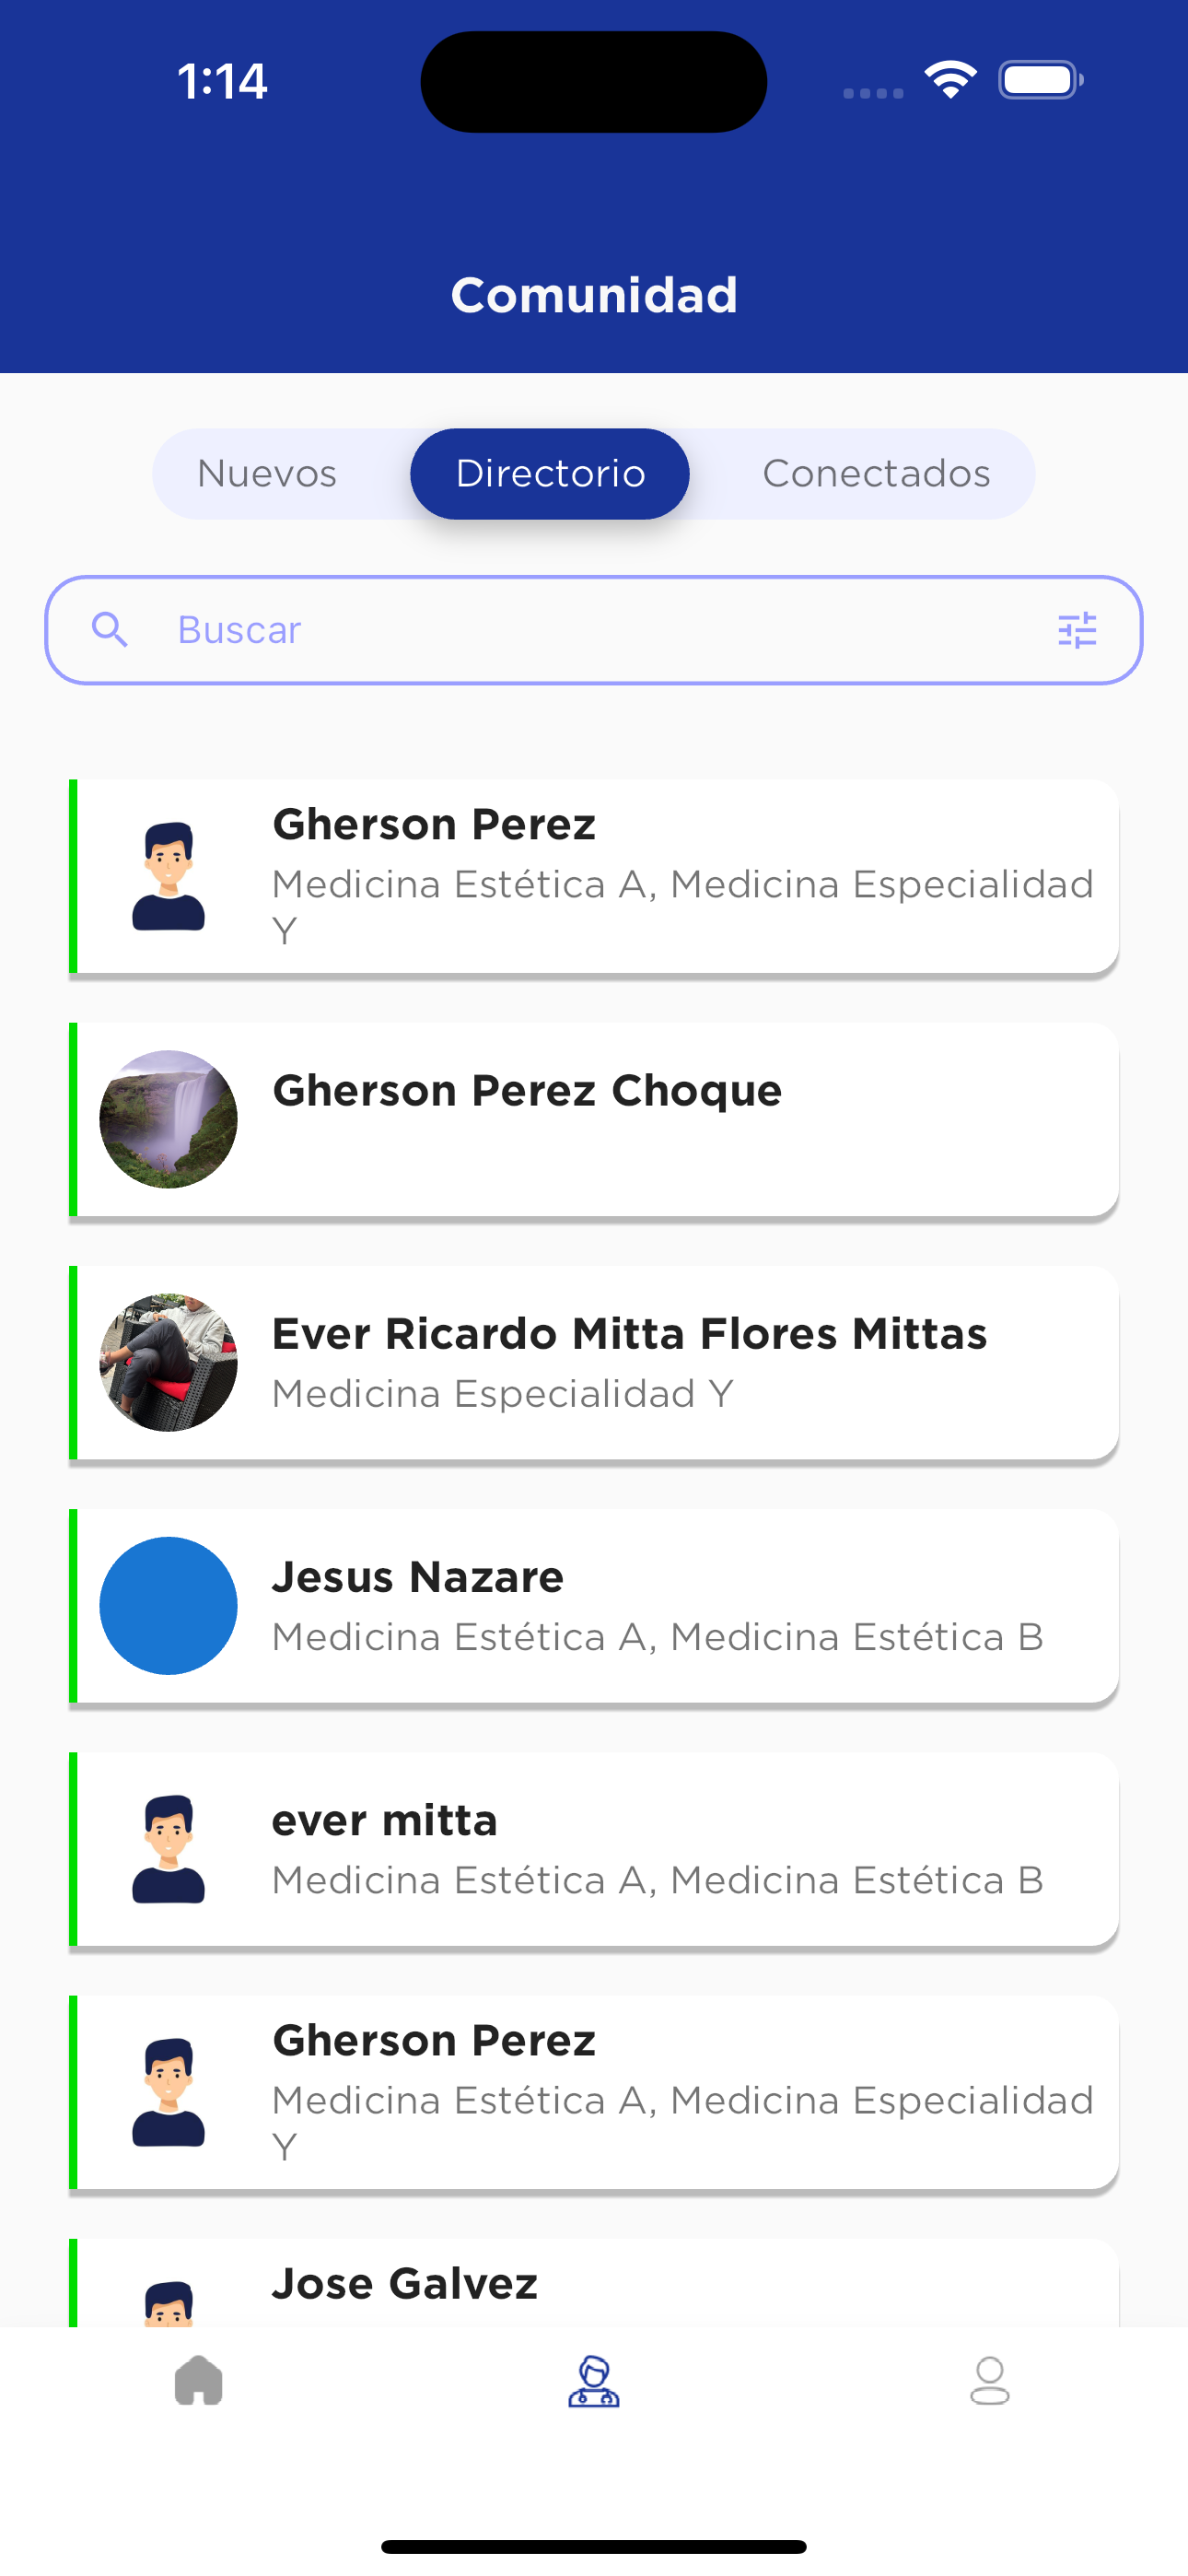 1:14
Comunidad
Nuevos
Directorio
Conectados
Buscar
Gherson Perez
Medicina Estética A, Medicina Especialidad
Y
Gherson Perez Choque
Ever Ricardo Mitta Flores Mittas
Medicina Especialidad Y
Jesus Nazare
Medicina Estética A, Medicina Estética B
ever mitta
Medicina Estética A, Medicina Estética B
Gherson Perez
Medicina Estética A, Medicina Especialidad
Y
Jose Galvez